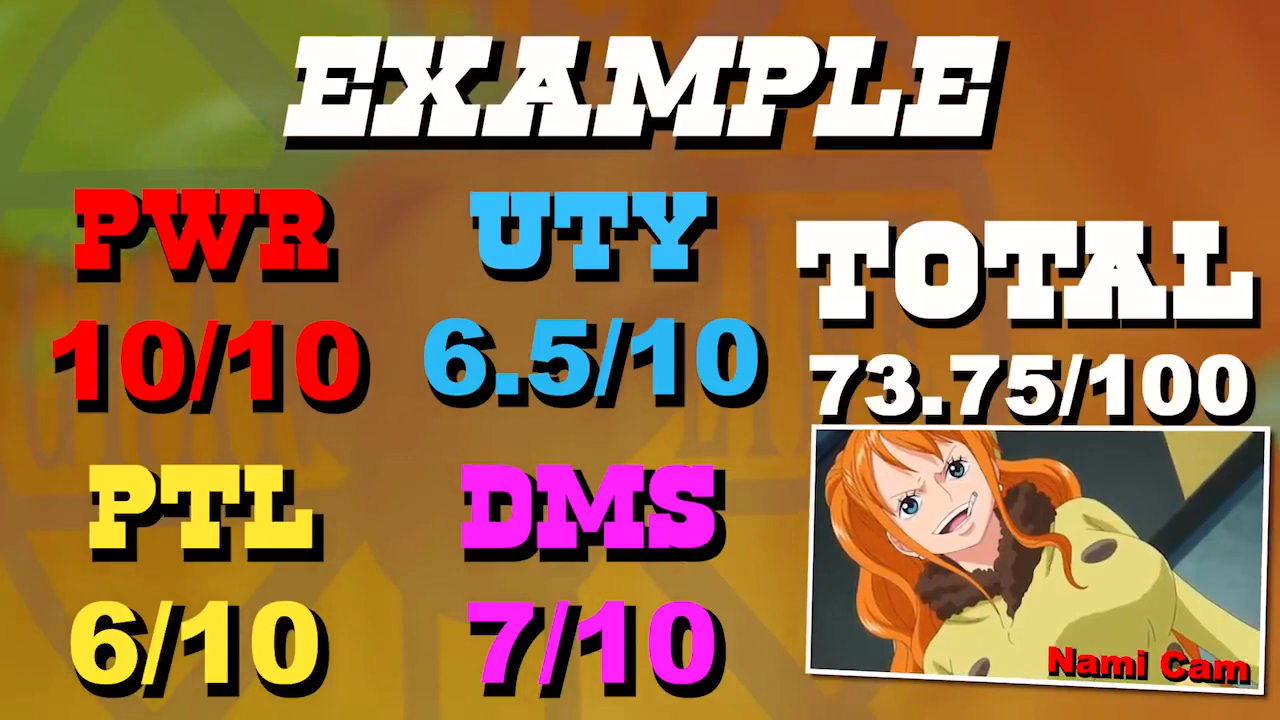 EXAMPLE
PWR
10/10
UTY
6.5/10
PTL
6/10
DMS
7/10
TOTAL
73.75/100
Nami Cam